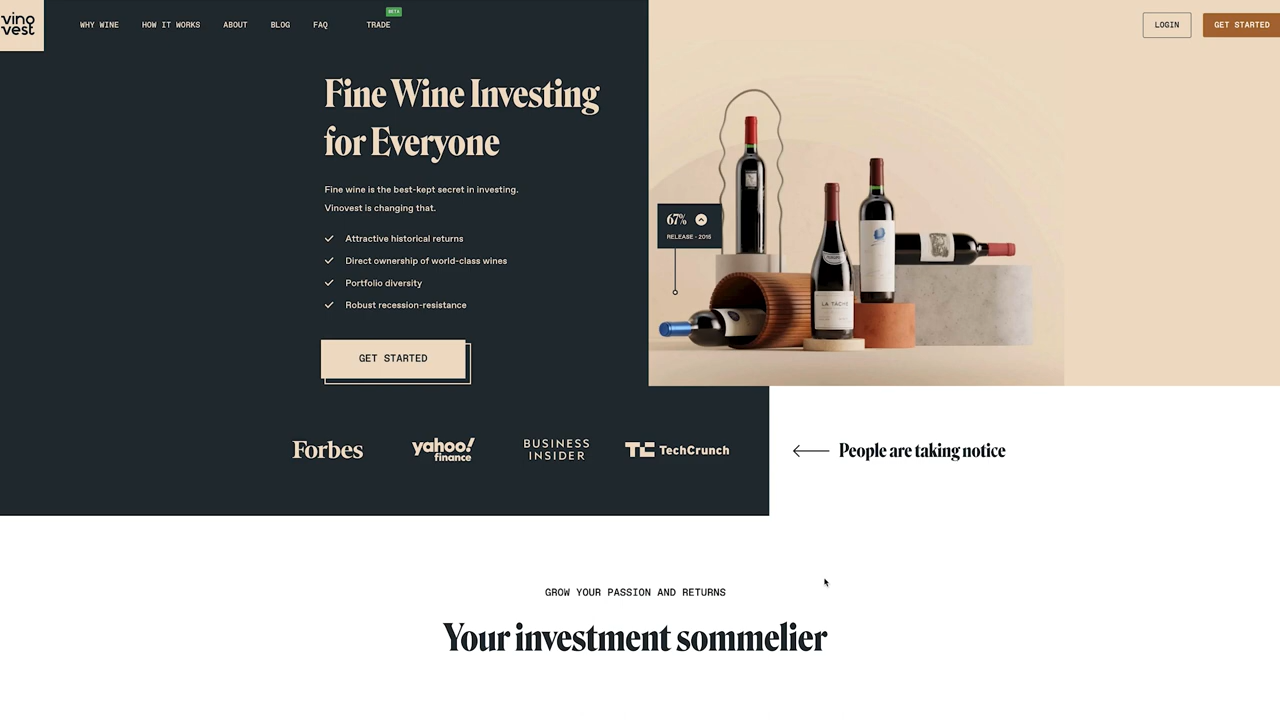 vino
vest
WHY WINE
HOW IT WORKS
ABOUT
BLOG
FAQ
TRADE
BETA
LOGIN
GET STARTED
Fine Wine Investing
for Everyone
Fine wine is the best-kept secret in investing.
Vinovest is changing that.
Attractive historical returns
Direct ownership of world-class wines
Portfolio diversity
Robust recession-resistance
GET STARTED
67%
RELEASE - 2015
LA TÂCHE
Forbes
yahoo!
finance
BUSINESS
INSIDER
TC TechCrunch
People are taking notice
GROW YOUR PASSION AND RETURNS
Your investment sommelier